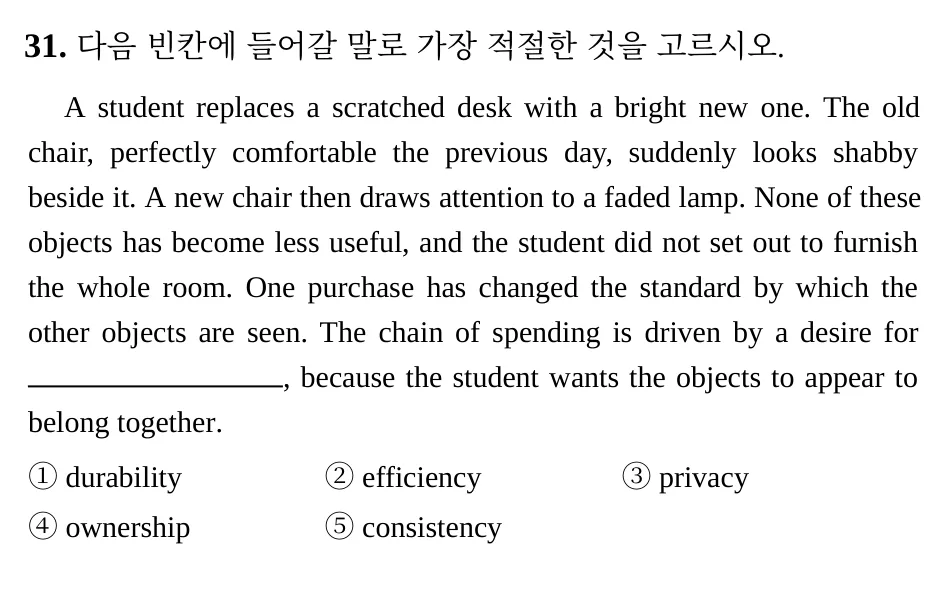 31. 다음 빈칸에 들어갈 말로 가장 적절한 것을 고르시오.
A student replaces a scratched desk with a bright new one. The old
chair, perfectly comfortable the previous day, suddenly looks shabby
beside it. A new chair then draws attention to a faded lamp. None of these
objects has become less useful, and the student did not set out to furnish
the whole room. One purchase has changed the standard by which the
other objects are seen. The chain of spending is driven by a desire for
________________, because the student wants the objects to appear to
belong together.
① durability ② efficiency ③ privacy
④ ownership ⑤ consistency